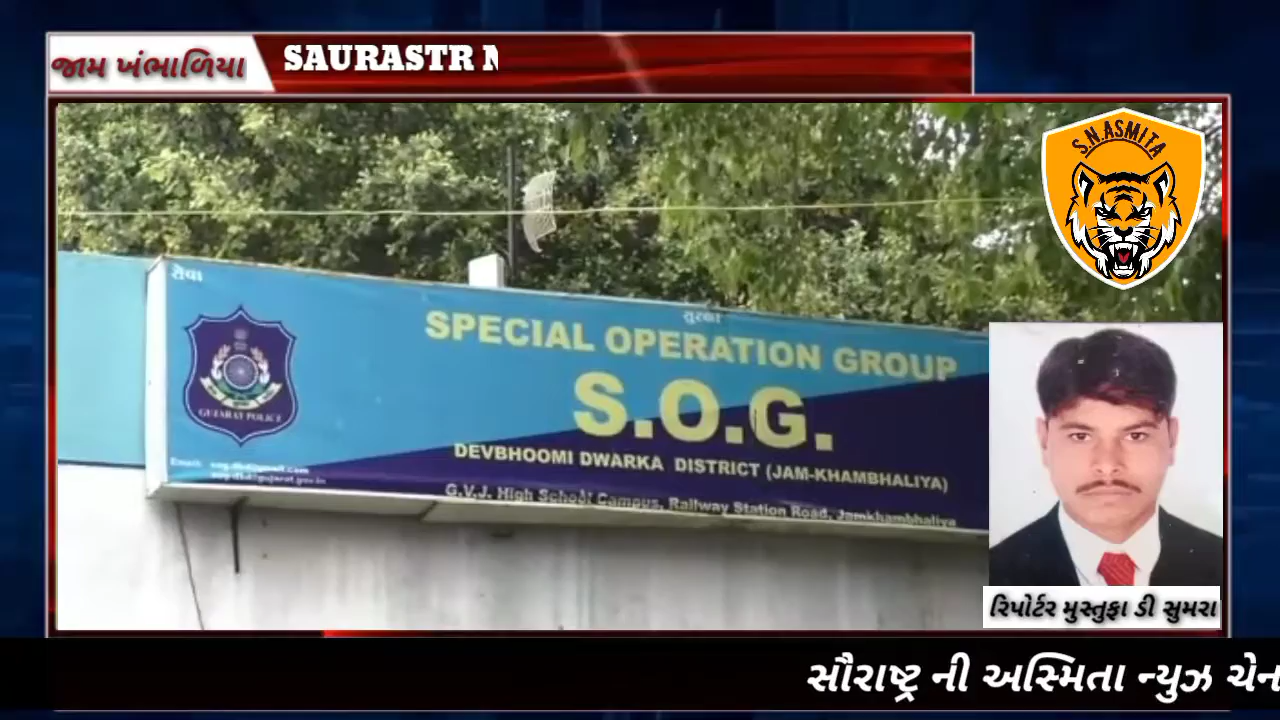 જામ ખંભાળિયા
SAURASTR N
S.N.ASMITA
સેવા
SPECIAL OPERATION GROUP
S.O.G.
DEVBHOOMI DWARKA DISTRICT (JAM-KHAMBHALIYA)
G.V.J. High School Campus, Railway Station Road, Jamkhambhaliya
GUJARAT POLICE
Email:
રિપોર્ટર મુસ્તુફા ડી સુમરા
સૌરાષ્ટ્ર ની અસ્મિતા ન્યુઝ ચેન